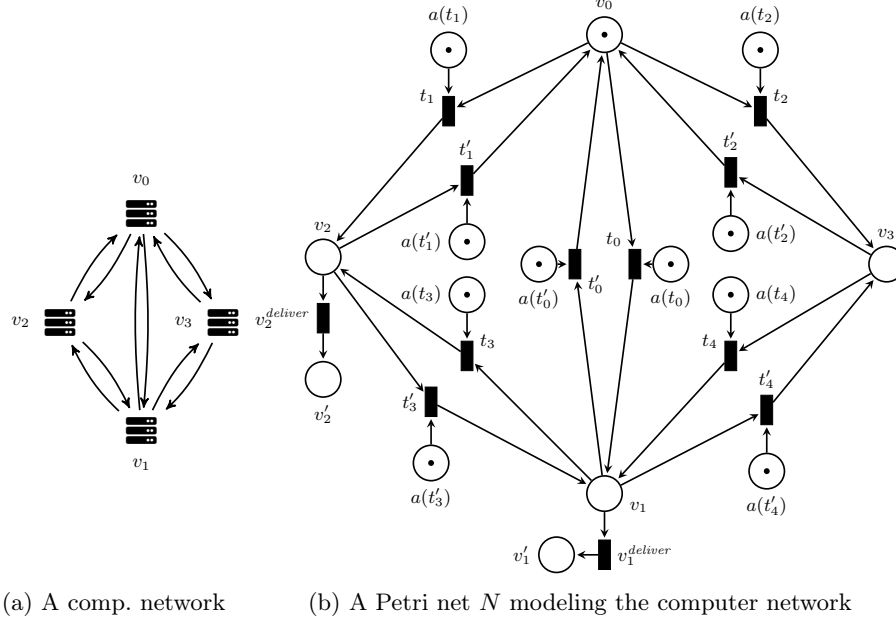 a(t₁)
v₀
a(t₂)
t₁
t₂
t′₁
t′₂
v₀
v₂
a(t′₁)
t₀
a(t′₂)
v₃
v₂
v₃
a(t₃)
a(t′₀)
t′₀
a(t₀)
a(t₄)
v₂^deliver
t₃
t₄
v′₂
t′₃
t′₄
v₁
a(t′₃)
v₁
a(t′₄)
v′₁
v₁^deliver
(a) A comp. network
(b) A Petri net N modeling the computer network